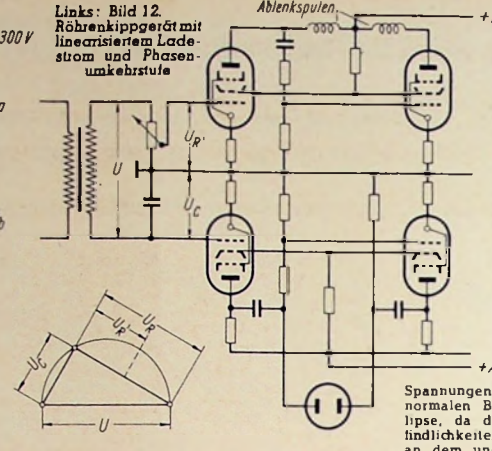 Links: Bild 12.
Röhrenkippgerät mit
linearisiertem Lade-
strom und Phasen-
umkehrstufe
300 V
Ablenkspulen
U
U_R'
U_C
U_C
U_R'
U_R
U
Spannungen
normalen B
lipse, da d
findlichkeite
an dem un